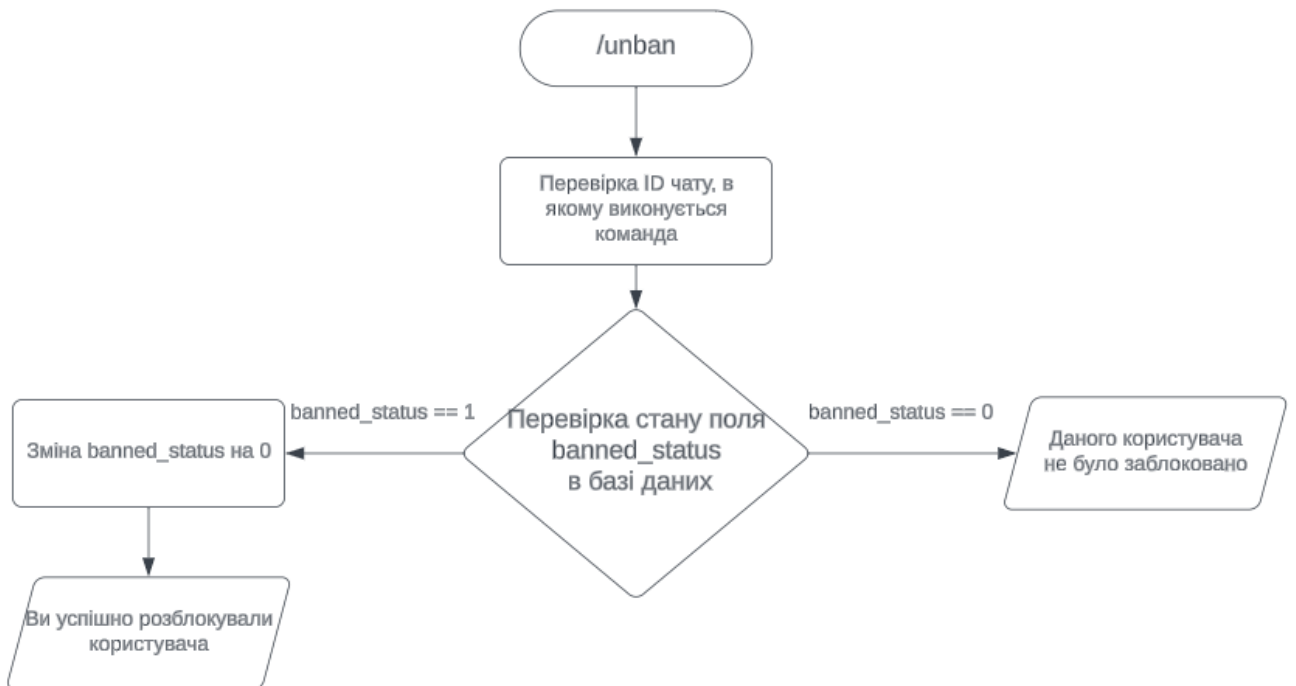 /unban
Перевірка ID чату, в
якому виконується
команда
banned_status == 1
Перевірка стану поля
banned_status
в базі даних
banned_status == 0
Зміна banned_status на 0
Даного користувача
не було заблоковано
Ви успішно розблокували
користувача